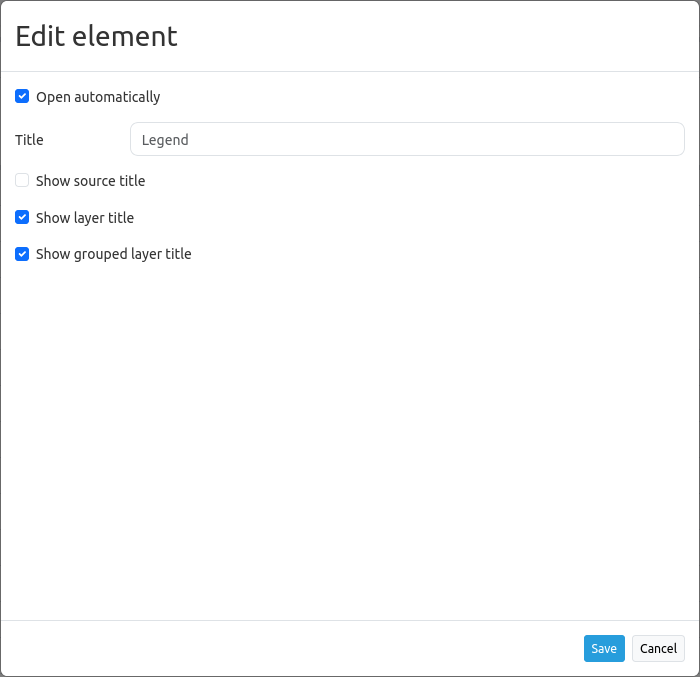 Edit element
Open automatically
Title Legend
Show source title
Show layer title
Show grouped layer title
Save Cancel